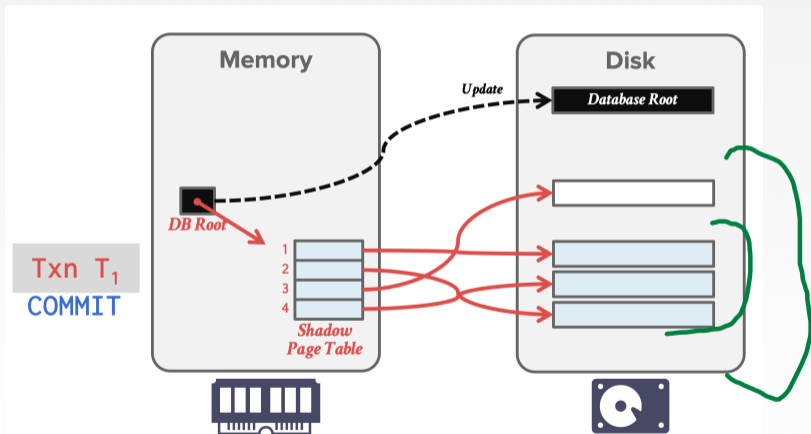 Memory
Disk
Update
Database Root
DB Root
Txn T₁
COMMIT
1
2
3
4
Shadow
Page Table